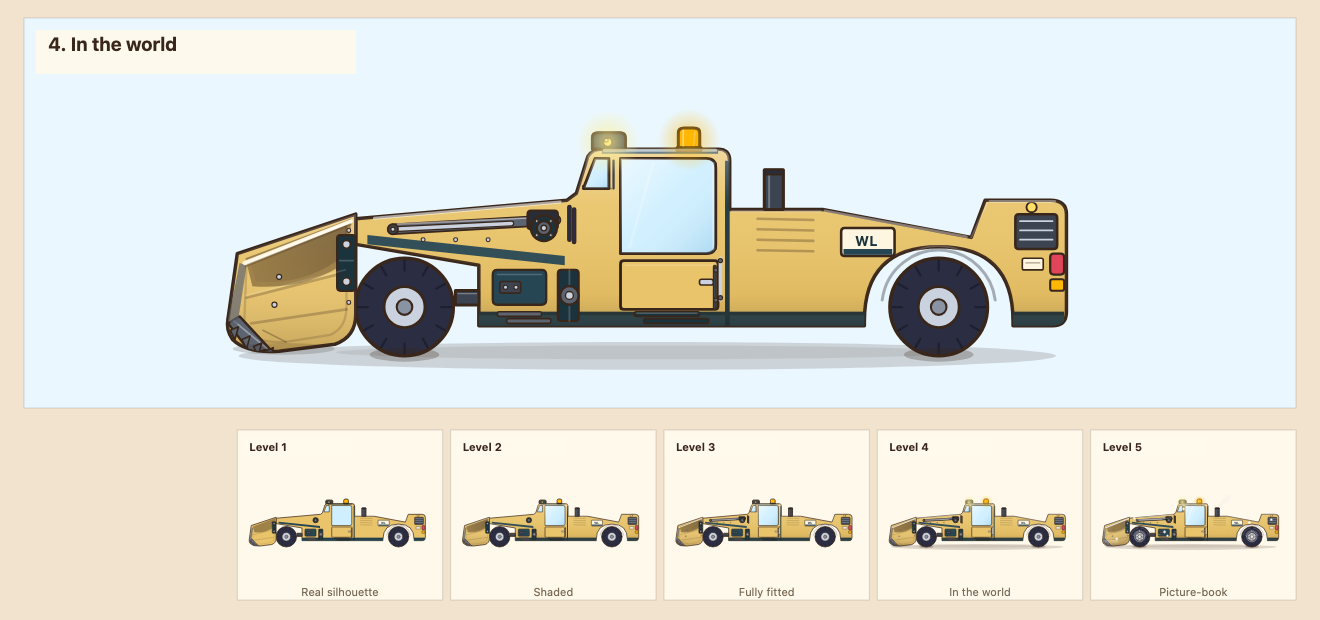 4. In the world
WL
Level 1
Level 2
Level 3
Level 4
Level 5
Real silhouette
Shaded
Fully fitted
In the world
Picture-book